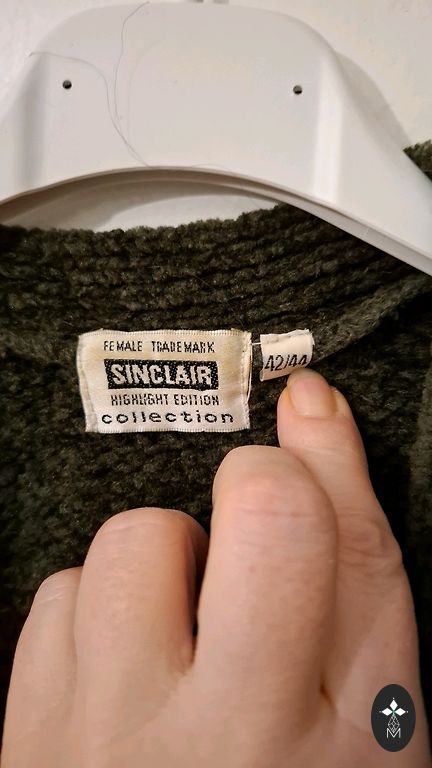 FEMALE TRADEMARK
SINCLAIR
HIGHLIGHT EDITION
collection
42/44
M